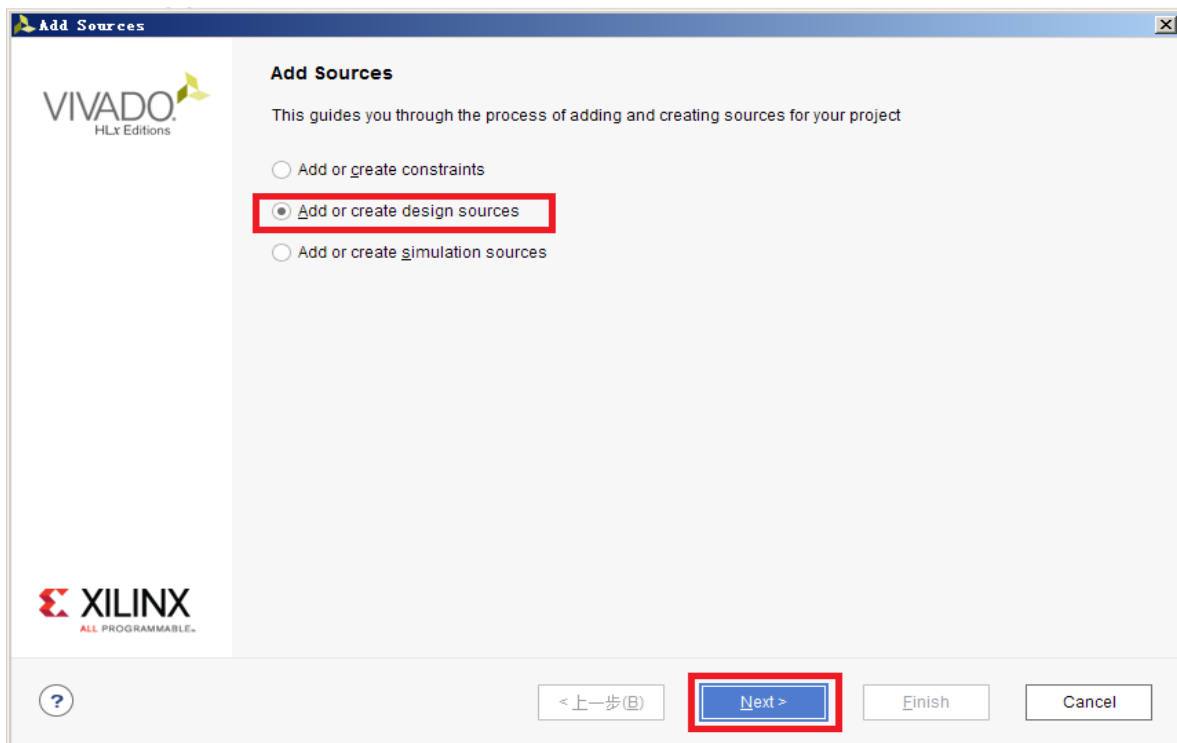 Add Sources
VIVADO.
HLx Editions
Add Sources
This guides you through the process of adding and creating sources for your project
Add or create constraints
Add or create design sources
Add or create simulation sources
XILINX
ALL PROGRAMMABLE.
?
<上一步(B)
Next >
Finish
Cancel